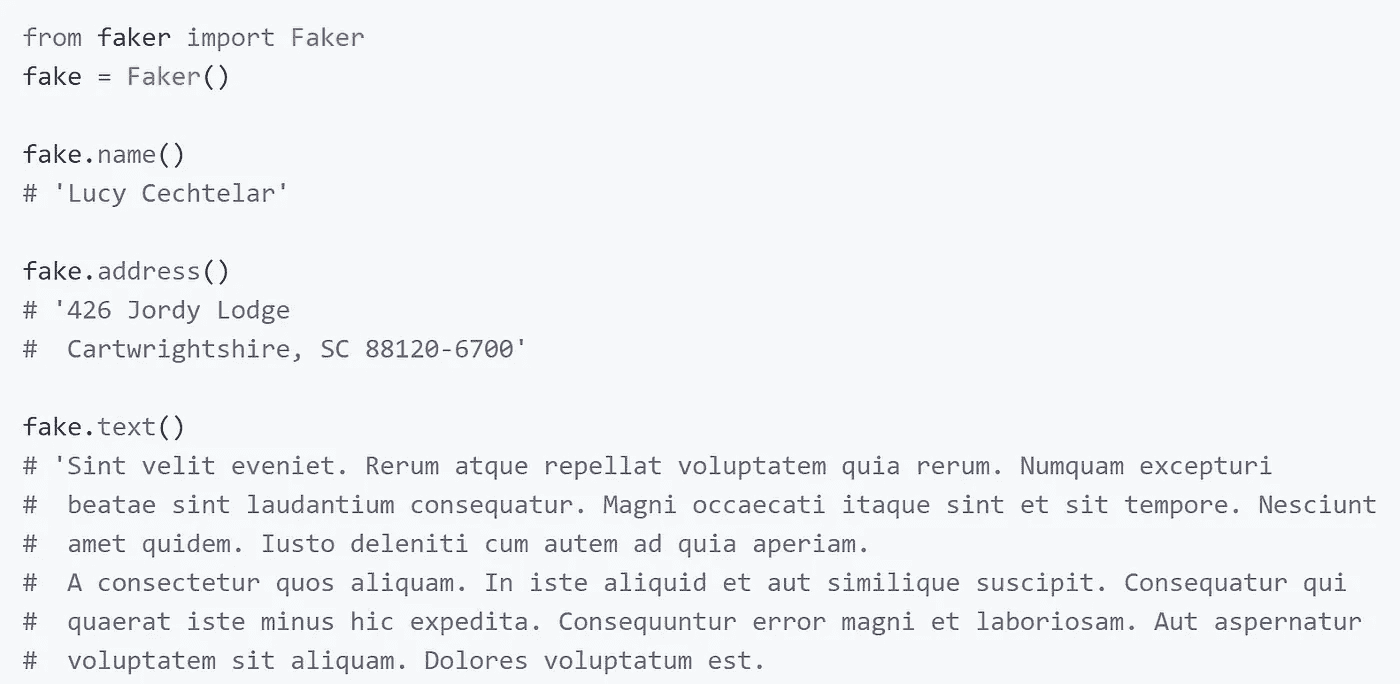 from faker import Faker
fake = Faker()

fake.name()
# 'Lucy Cechtelar'

fake.address()
# '426 Jordy Lodge
#  Cartwrightshire, SC 88120-6700'

fake.text()
# 'Sint velit eveniet. Rerum atque repellat voluptatem quia rerum. Numquam excepturi
#  beatae sint laudantium consequatur. Magni occaecati itaque sint et sit tempore. Nesciunt
#  amet quidem. Iusto deleniti cum autem ad quia aperiam.
#  A consectetur quos aliquam. In iste aliquid et aut similique suscipit. Consequatur qui
#  quaerat iste minus hic expedita. Consequuntur error magni et laboriosam. Aut aspernatur
#  voluptatem sit aliquam. Dolores voluptatum est.